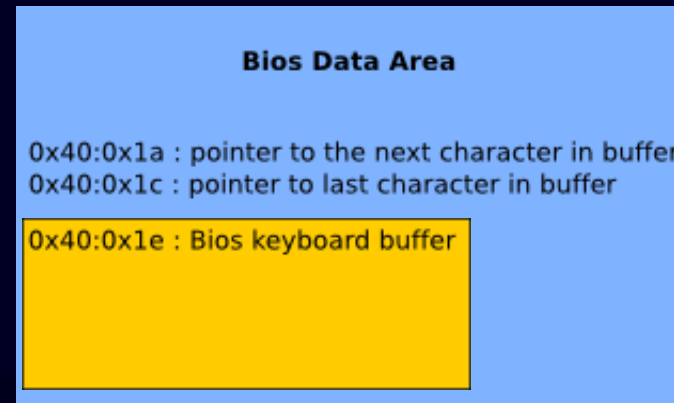 Bios Data Area
0x40:0x1a : pointer to the next character in buffer
0x40:0x1c : pointer to last character in buffer
0x40:0x1e : Bios keyboard buffer